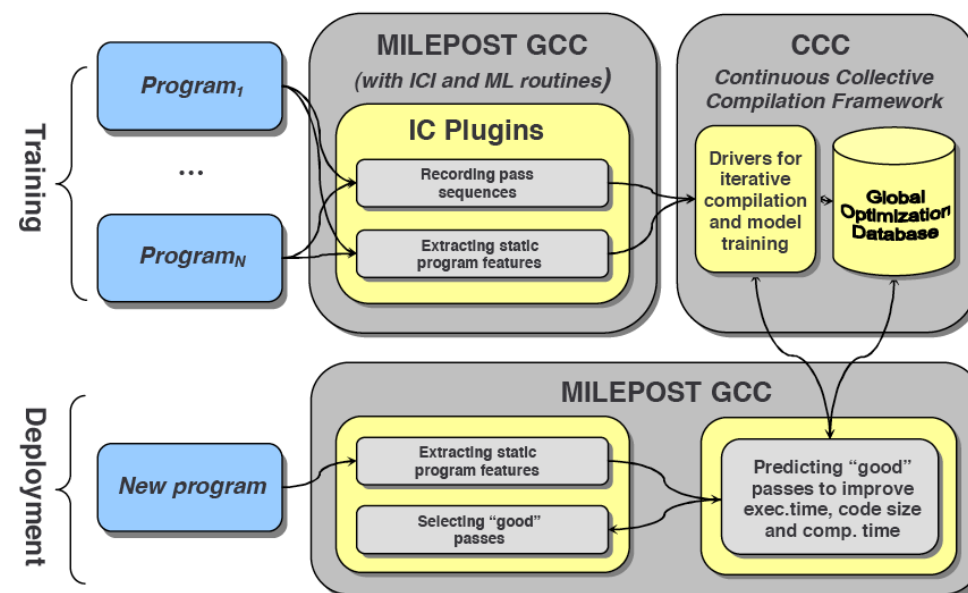 Training
Program1
...
ProgramN
MILEPOST GCC
(with ICI and ML routines)
IC Plugins
Recording pass
sequences
Extracting static
program features
CCC
Continuous Collective
Compilation Framework
Drivers for
iterative
compilation
and model
training
Global
Optimization
Database
Deployment
New program
MILEPOST GCC
Extracting static
program features
Selecting “good”
passes
Predicting “good”
passes to improve
exec.time, code size
and comp. time